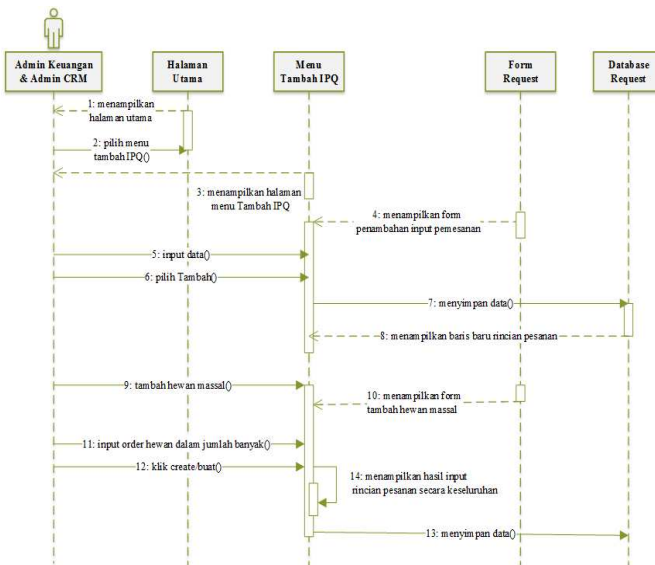 Admin Keuangan
& Admin CRM
Halaman
Utama
Menu
Tambah IPQ
Form
Request
Database
Request
1: menampilkan
halaman utama
2: pilih menu
tambah IPQ()
3: menampilkan halaman
menu Tambah IPQ
4: menampilkan form
penambahan input pemesanan
5: input data()
6: pilih Tambah()
7: menyimpan data()
8: menampilkan baris baru rincian pesanan
9: tambah hewan massal()
10: menampilkan form
tambah hewan massal
11: input order hewan dalam jumlah banyak()
12: klik create/buat()
14: menampilkan hasil input
rincian pesanan secara keseluruhan
13: menyimpan data()